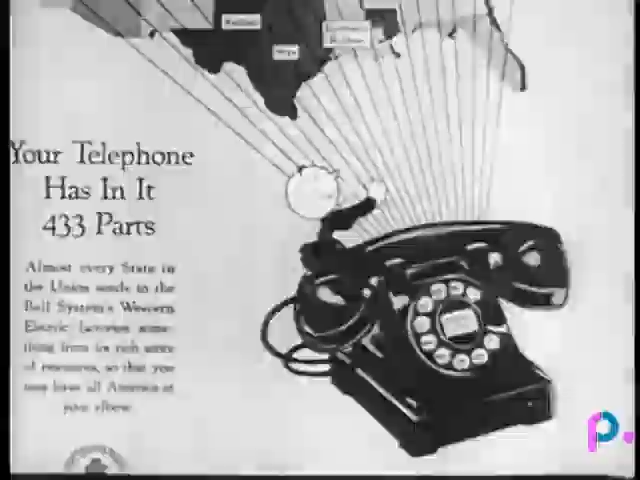 Your Telephone
Has In It
433 Parts
Almost every State in
the Union sends to the
Bell System's Western
Electric factories some-
thing from its rich store
of resources, so that you
may have all America at
your elbow.
p.